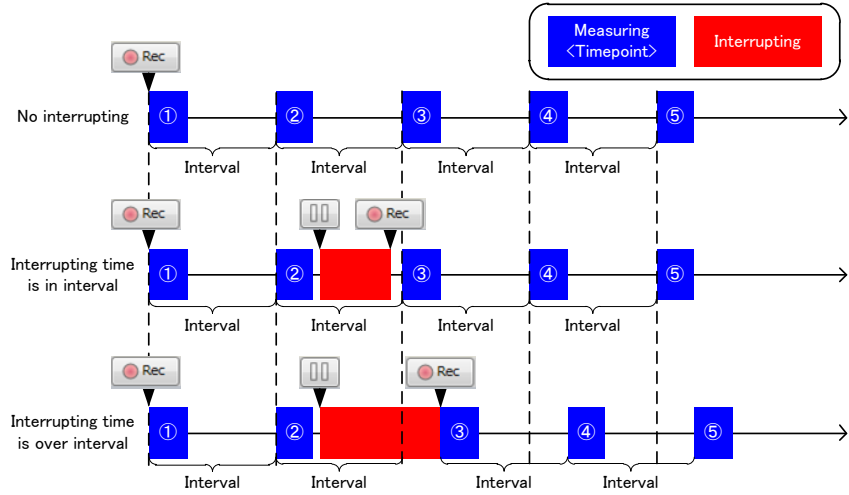 Measuring
<Timepoint>
Interrupting
Rec
No interrupting
① ② ③ ④ ⑤
Interval Interval Interval Interval
Rec Rec
Interrupting time
is in interval
① ② ③ ④ ⑤
Interval Interval Interval Interval
Rec Rec
Interrupting time
is over interval
① ② ③ ④ ⑤
Interval Interval Interval Interval